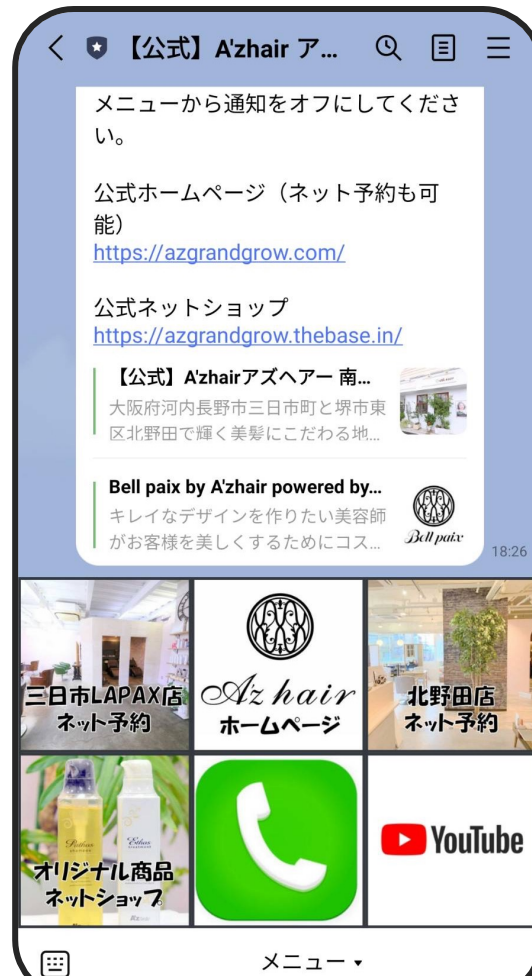 【公式】A'zhair ア...
メニューから通知をオフにしてくださ
い。
公式ホームページ（ネット予約も可
能）
https://azgrandgrow.com/
公式ネットショップ
https://azgrandgrow.thebase.in/
【公式】A'zhairアズヘアー 南...
大阪府河内長野市三日市町と堺市東
区北野田で輝く美髪にこだわる地...
Bell paix by A'zhair powered by...
キレイなデザインを作りたい美容師
がお客様を美しくするためにコス...
Bell paix
18:26
三日市LAPAX店
ネット予約
A'z hair
ホームページ
北野田店
ネット予約
オリジナル商品
ネットショップ
YouTube
メニュー